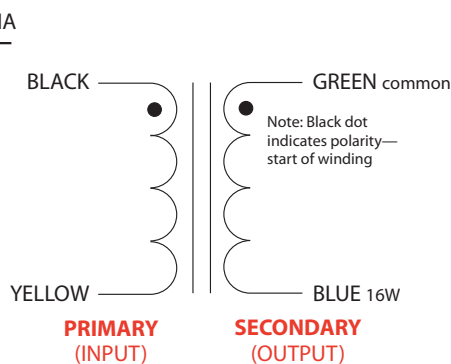 BLACK
GREEN common
Note: Black dot
indicates polarity—
start of winding
YELLOW
BLUE 16W
PRIMARY
(INPUT)
SECONDARY
(OUTPUT)